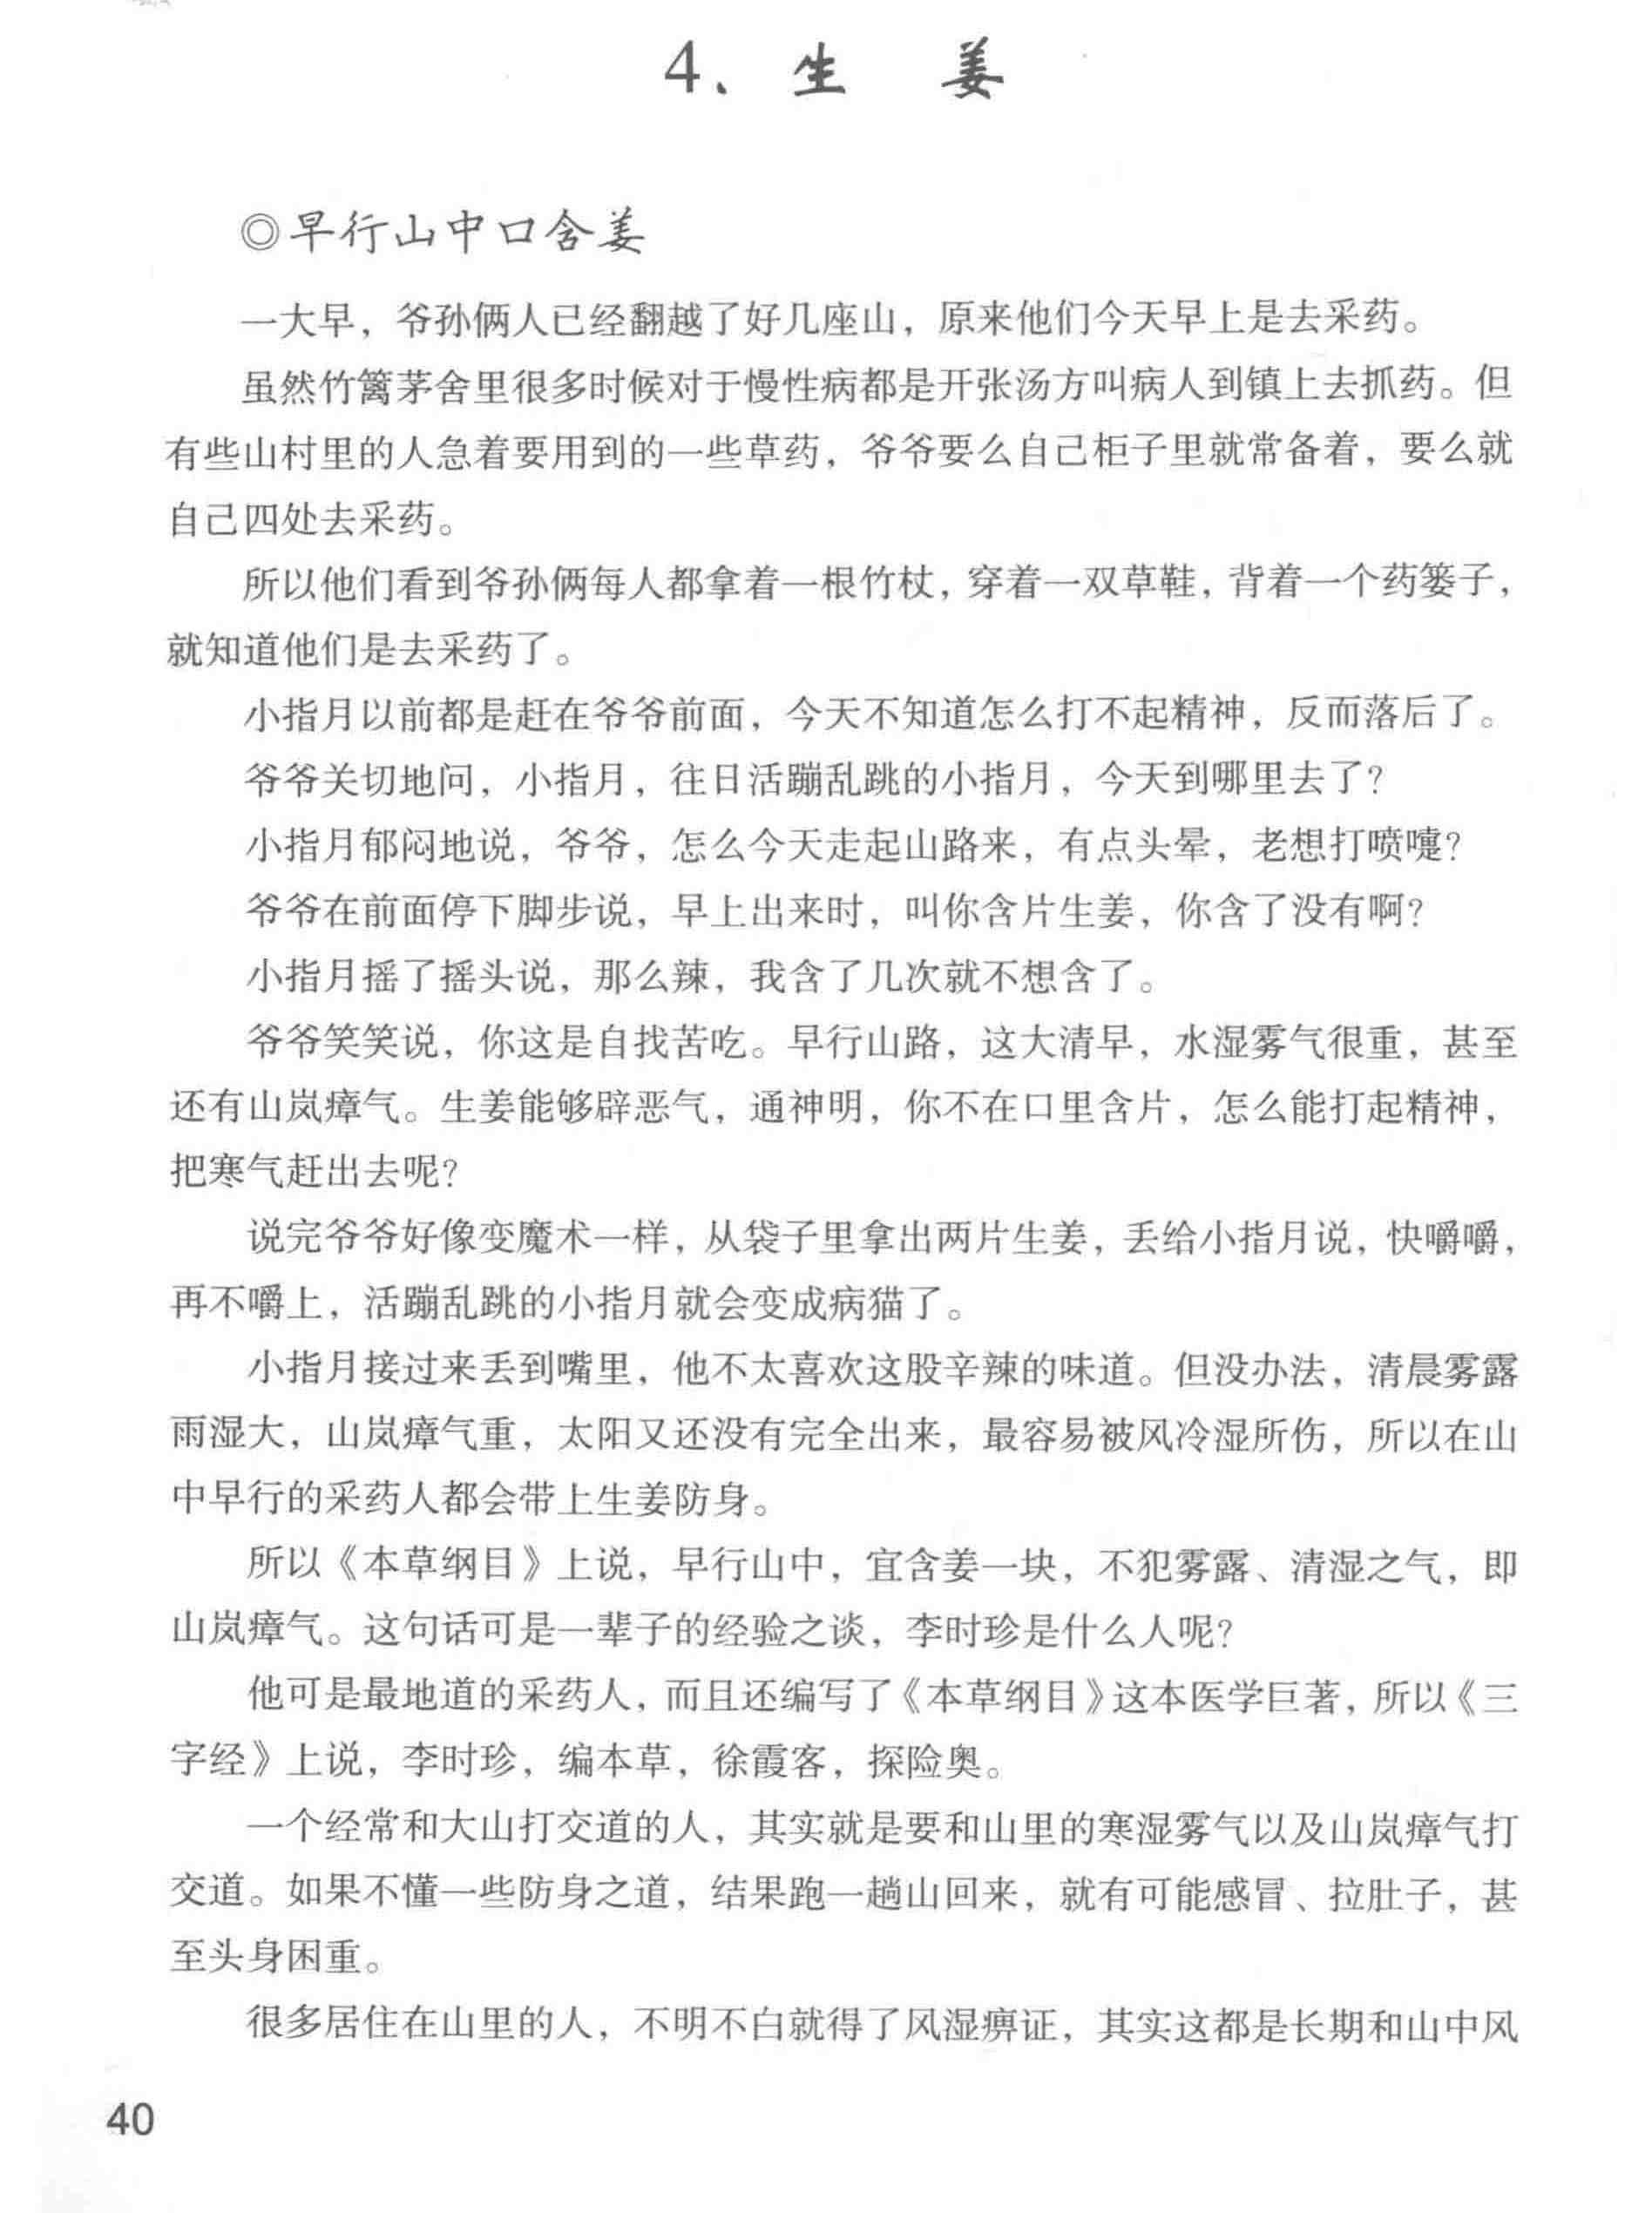 4、生 姜
◎早行山中口含姜
一大早，爷孙俩人已经翻越了好几座山，原来他们今天早上是去采药。
虽然竹篱茅舍里很多时候对于慢性病都是开张汤方叫病人到镇上去抓药。但
有些山村里的人急着要用到的一些草药，爷爷要么自己柜子里就常备着，要么就
自己四处去采药。
所以他们看到爷孙俩每人都拿着一根竹杖，穿着一双草鞋，背着一个药篓子，
就知道他们是去采药了。
小指月以前都是赶在爷爷前面，今天不知道怎么打不起精神，反而落后了。
爷爷关切地问，小指月，往日活蹦乱跳的小指月，今天到哪里去了？
小指月郁闷地说，爷爷，怎么今天走起山路来，有点头晕，老想打喷嚏？
爷爷在前面停下脚步说，早上出来时，叫你含片生姜，你含了没有啊？
小指月摇了摇头说，那么辣，我含了几次就不想含了。
爷爷笑笑说，你这是自找苦吃。早行山路，这大清早，水湿雾气很重，甚至
还有山岚瘴气。生姜能够辟恶气，通神明，你不在口里含片，怎么能打起精神，
把寒气赶出去呢？
说完爷爷好像变魔术一样，从袋子里拿出两片生姜，丢给小指月说，快嚼嚼，
再不嚼上，活蹦乱跳的小指月就会变成病猫了。
小指月接过来丢到嘴里，他不太喜欢这股辛辣的味道。但没办法，清晨雾露
雨湿大，山岚瘴气重，太阳又还没有完全出来，最容易被风冷湿所伤，所以在山
中早行的采药人都会带上生姜防身。
所以《本草纲目》上说，早行山中，宜含姜一块，不犯雾露、清湿之气，即
山岚瘴气。这句话可是一辈子的经验之谈，李时珍是什么人呢？
他可是最地道的采药人，而且还编写了《本草纲目》这本医学巨著，所以《三
字经》上说，李时珍，编本草，徐霞客，探险奥。
一个经常和大山打交道的人，其实就是要和山里的寒湿雾气以及山岚瘴气打
交道。如果不懂一些防身之道，结果跑一趟山回来，就有可能感冒、拉肚子，甚
至头身困重。
很多居住在山里的人，不明不白就得了风湿痹证，其实这都是长期和山中风
40